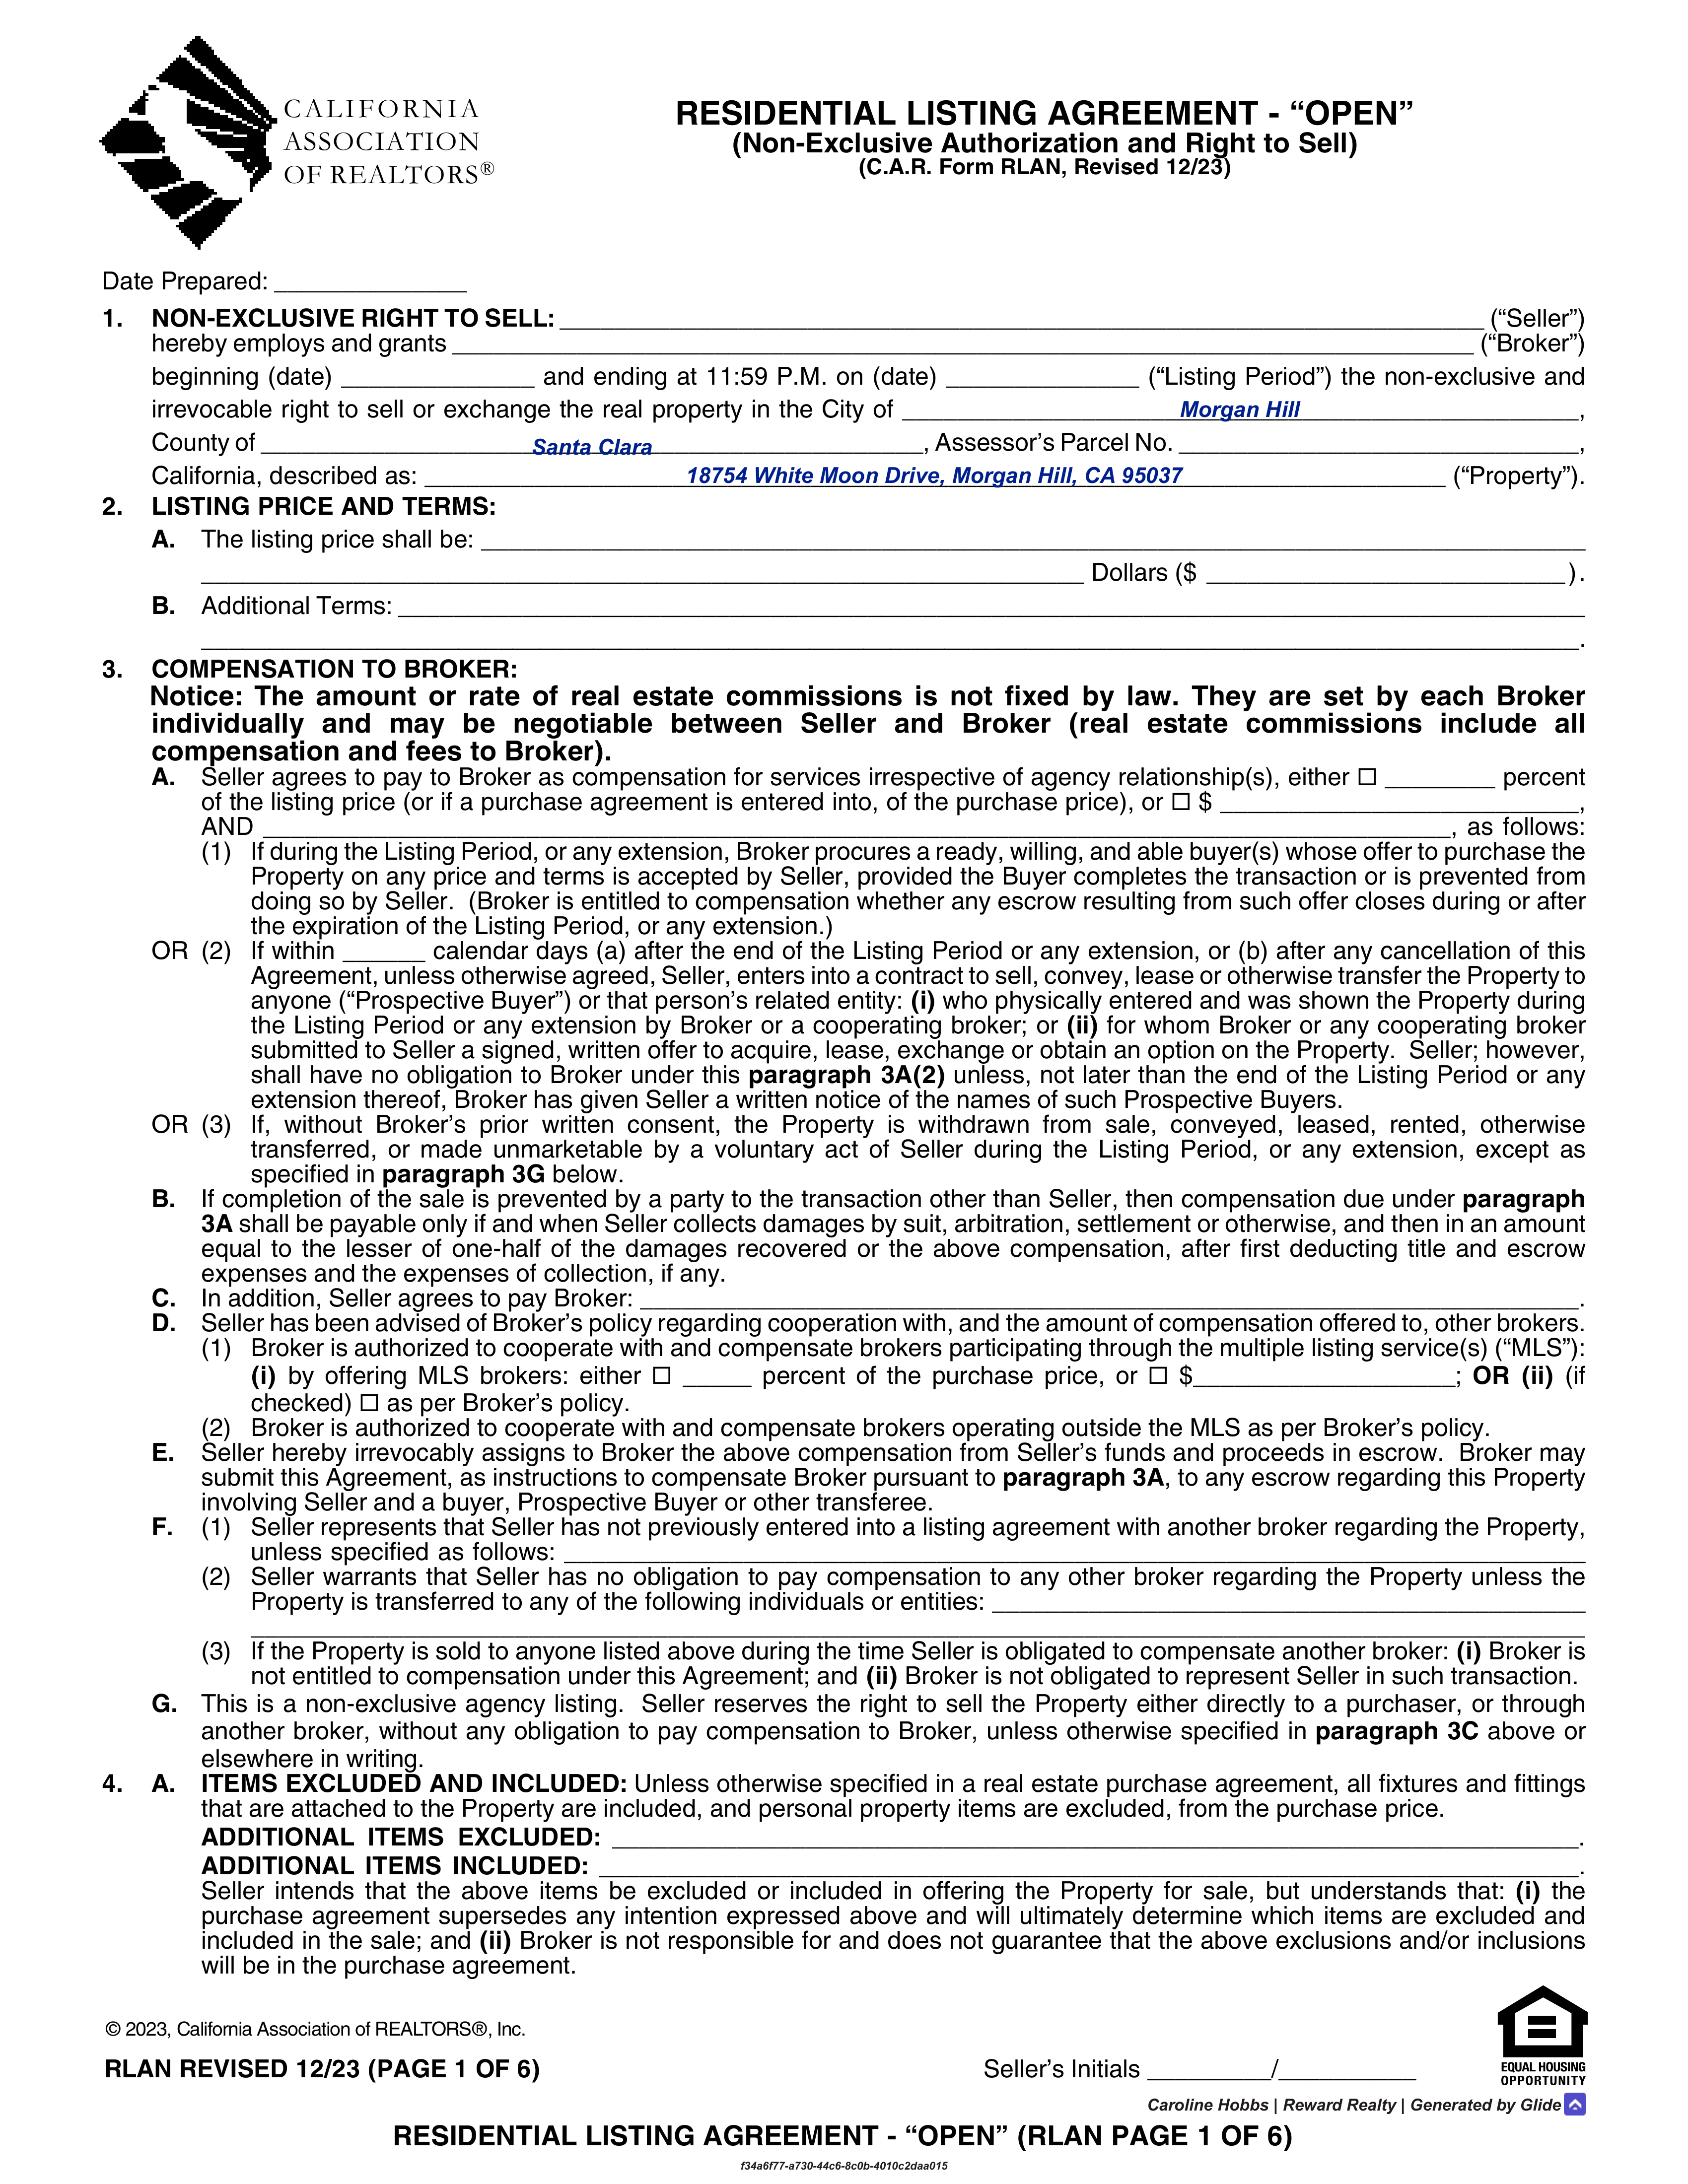 CALIFORNIA
ASSOCIATION
OF REALTORS®
RESIDENTIAL LISTING AGREEMENT - “OPEN”
(Non-Exclusive Authorization and Right to Sell)
(C.A.R. Form RLAN, Revised 12/23)
Date Prepared: ______________
1. NON-EXCLUSIVE RIGHT TO SELL: ______________ (“Seller”)
hereby employs and grants ______________ (“Broker”)
beginning (date) ______________ and ending at 11:59 P.M. on (date) ______________ (“Listing Period”) the non-exclusive and
irrevocable right to sell or exchange the real property in the City of Morgan Hill,
County of Santa Clara, Assessor’s Parcel No. ______________,
California, described as: 18754 White Moon Drive, Morgan Hill, CA 95037 (“Property”).
2. LISTING PRICE AND TERMS:
A. The listing price shall be: ______________
______________ Dollars ($ ______________).
B. Additional Terms: ______________
______________.
3. COMPENSATION TO BROKER:
Notice: The amount or rate of real estate commissions is not fixed by law. They are set by each Broker
individually and may be negotiable between Seller and Broker (real estate commissions include all
compensation and fees to Broker).
A. Seller agrees to pay to Broker as compensation for services irrespective of agency relationship(s), either ☐ ________ percent
of the listing price (or if a purchase agreement is entered into, of the purchase price), or ☐ $ ______________,
AND ______________, as follows:
(1) If during the Listing Period, or any extension, Broker procures a ready, willing, and able buyer(s) whose offer to purchase the
Property on any price and terms is accepted by Seller, provided the Buyer completes the transaction or is prevented from
doing so by Seller. (Broker is entitled to compensation whether any escrow resulting from such offer closes during or after
the expiration of the Listing Period, or any extension.)
OR (2) If within ______ calendar days (a) after the end of the Listing Period or any extension, or (b) after any cancellation of this
Agreement, unless otherwise agreed, Seller, enters into a contract to sell, convey, lease or otherwise transfer the Property to
anyone (“Prospective Buyer”) or that person’s related entity: (i) who physically entered and was shown the Property during
the Listing Period or any extension by Broker or a cooperating broker; or (ii) for whom Broker or any cooperating broker
submitted to Seller a signed, written offer to acquire, lease, exchange or obtain an option on the Property. Seller; however,
shall have no obligation to Broker under this paragraph 3A(2) unless, not later than the end of the Listing Period or any
extension thereof, Broker has given Seller a written notice of the names of such Prospective Buyers.
OR (3) If, without Broker’s prior written consent, the Property is withdrawn from sale, conveyed, leased, rented, otherwise
transferred, or made unmarketable by a voluntary act of Seller during the Listing Period, or any extension, except as
specified in paragraph 3G below.
B. If completion of the sale is prevented by a party to the transaction other than Seller, then compensation due under paragraph
3A shall be payable only if and when Seller collects damages by suit, arbitration, settlement or otherwise, and then in an amount
equal to the lesser of one-half of the damages recovered or the above compensation, after first deducting title and escrow
expenses and the expenses of collection, if any.
C. In addition, Seller agrees to pay Broker: ______________.
D. Seller has been advised of Broker’s policy regarding cooperation with, and the amount of compensation offered to, other brokers.
(1) Broker is authorized to cooperate with and compensate brokers participating through the multiple listing service(s) (“MLS”):
(i) by offering MLS brokers: either ☐ _____ percent of the purchase price, or ☐ $______________; OR (ii) (if
checked) ☐ as per Broker’s policy.
(2) Broker is authorized to cooperate with and compensate brokers operating outside the MLS as per Broker’s policy.
E. Seller hereby irrevocably assigns to Broker the above compensation from Seller’s funds and proceeds in escrow. Broker may
submit this Agreement, as instructions to compensate Broker pursuant to paragraph 3A, to any escrow regarding this Property
involving Seller and a buyer, Prospective Buyer or other transferee.
F. (1) Seller represents that Seller has not previously entered into a listing agreement with another broker regarding the Property,
unless specified as follows: ______________
(2) Seller warrants that Seller has no obligation to pay compensation to any other broker regarding the Property unless the
Property is transferred to any of the following individuals or entities: ______________
______________
(3) If the Property is sold to anyone listed above during the time Seller is obligated to compensate another broker: (i) Broker is
not entitled to compensation under this Agreement; and (ii) Broker is not obligated to represent Seller in such transaction.
G. This is a non-exclusive agency listing. Seller reserves the right to sell the Property either directly to a purchaser, or through
another broker, without any obligation to pay compensation to Broker, unless otherwise specified in paragraph 3C above or
elsewhere in writing.
4. A. ITEMS EXCLUDED AND INCLUDED: Unless otherwise specified in a real estate purchase agreement, all fixtures and fittings
that are attached to the Property are included, and personal property items are excluded, from the purchase price.
ADDITIONAL ITEMS EXCLUDED: ______________.
ADDITIONAL ITEMS INCLUDED: ______________.
Seller intends that the above items be excluded or included in offering the Property for sale, but understands that: (i) the
purchase agreement supersedes any intention expressed above and will ultimately determine which items are excluded and
included in the sale; and (ii) Broker is not responsible for and does not guarantee that the above exclusions and/or inclusions
will be in the purchase agreement.
© 2023, California Association of REALTORS®, Inc.
RLAN REVISED 12/23 (PAGE 1 OF 6)
Seller’s Initials _________/__________
EQUAL HOUSING
OPPORTUNITY
Caroline Hobbs | Reward Realty | Generated by Glide
RESIDENTIAL LISTING AGREEMENT - “OPEN” (RLAN PAGE 1 OF 6)
f34a6f77-a730-44c6-8c0b-4010c2daa015